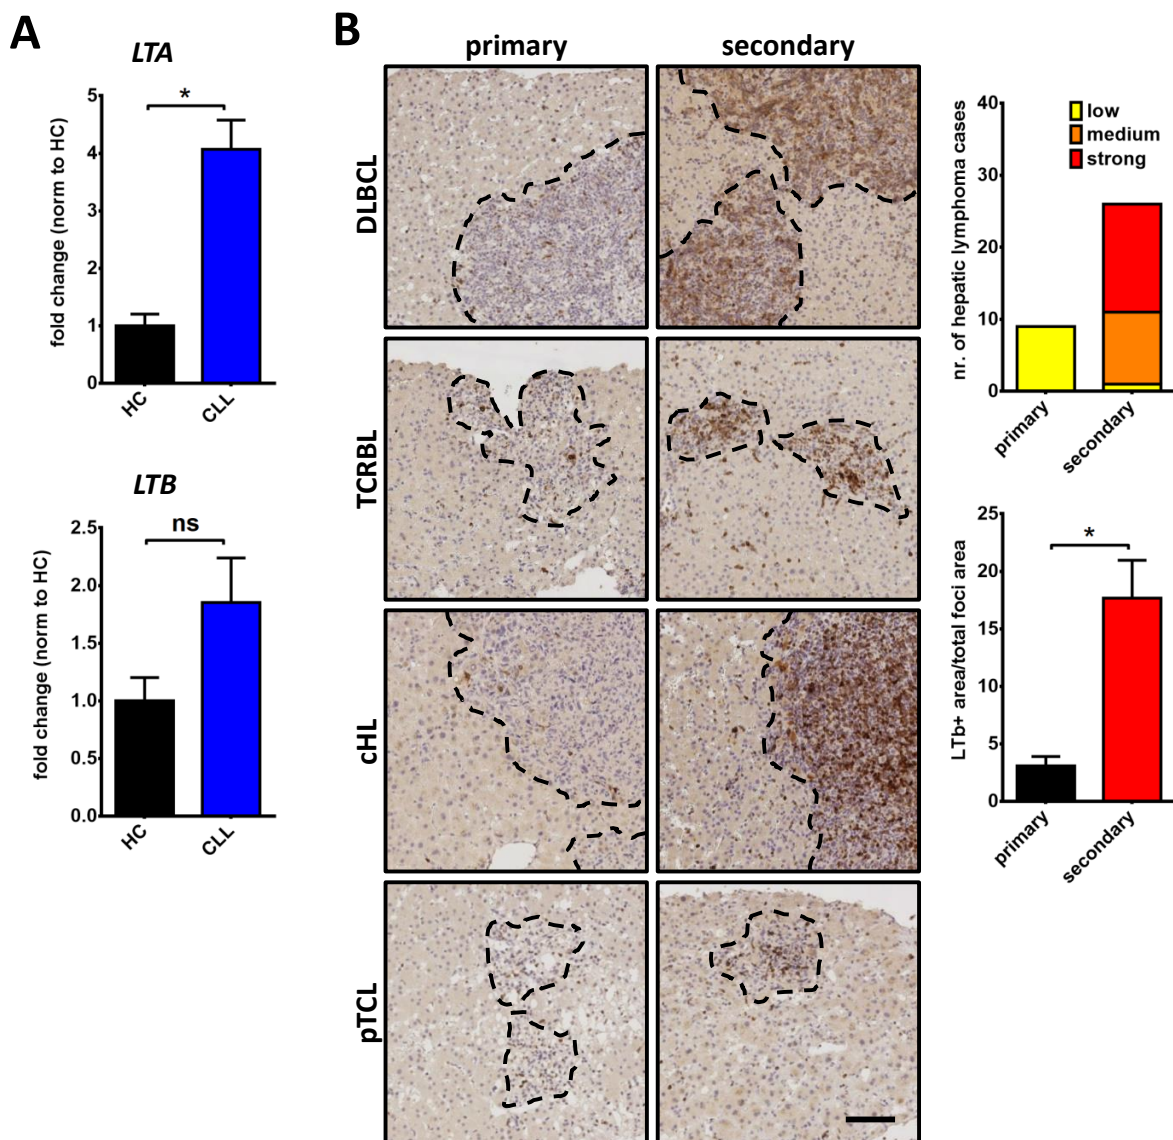 A
LTA
*
fold change (norm to HC)
5
4
3
2
1
0
HC
CLL
LTB
ns
fold change (norm to HC)
2.5
2.0
1.5
1.0
0.5
0.0
HC
CLL
B
primary
secondary
DLBCL
TCRBL
cHL
pTCL
nr. of hepatic lymphoma cases
40
30
20
10
0
low
medium
strong
primary
secondary
LTb+ area/total foci area
25
20
15
10
5
0
*
primary
secondary